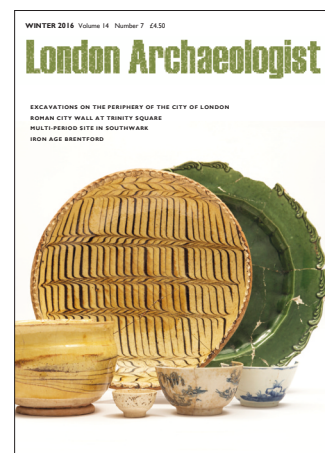 WINTER 2016 Volume 14 Number 7 £4.50
London Archaeologist
EXCAVATIONS ON THE PERIPHERY OF THE CITY OF LONDON
ROMAN CITY WALL AT TRINITY SQUARE
MULTI-PERIOD SITE IN SOUTHWARK
IRON AGE BRENTFORD